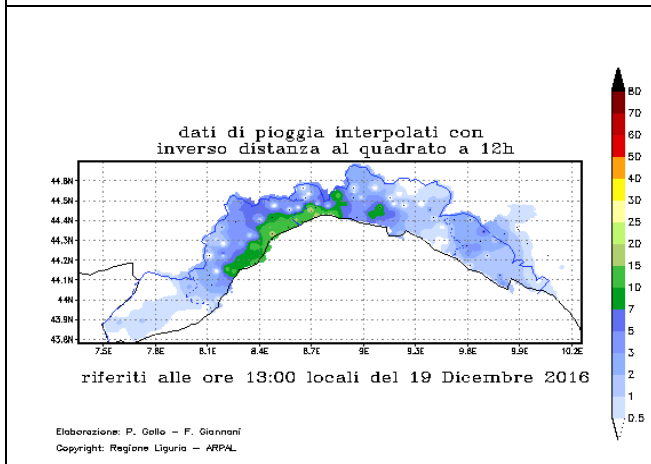 dati di pioggia interpolati con
inverso distanza al quadrato a 12h
80
70
60
50
40
30
25
20
15
10
7
5
3
2
1
0.5
44.6N
44.5N
44.4N
44.3N
44.2N
44.1N
44N
43.9N
43.8N
7.5E
7.8E
8.1E
8.4E
8.7E
9E
9.3E
9.6E
9.9E
10.2E
riferiti alle ore 13:00 locali del 19 Dicembre 2016
Elaborazione: P. Gollo – F. Giannoni
Copyright: Regione Liguria – ARPAL